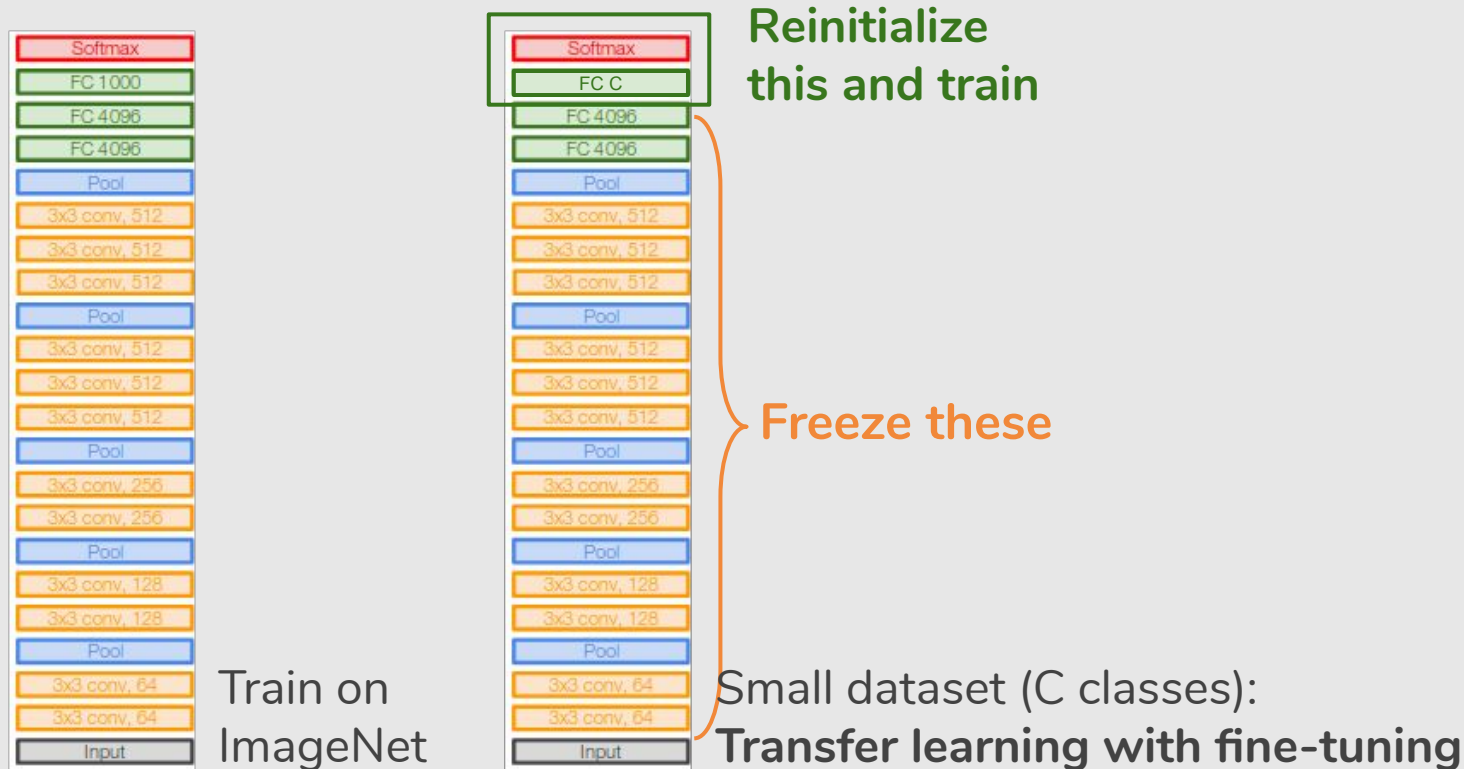 Softmax
FC 1000
FC 4096
FC 4096
Pool
3x3 conv, 512
3x3 conv, 512
3x3 conv, 512
Pool
3x3 conv, 512
3x3 conv, 512
3x3 conv, 512
Pool
3x3 conv, 256
3x3 conv, 256
Pool
3x3 conv, 128
3x3 conv, 128
Pool
3x3 conv, 64
3x3 conv, 64
Input
Train on
ImageNet
Softmax
FC C
FC 4096
FC 4096
Pool
3x3 conv, 512
3x3 conv, 512
3x3 conv, 512
Pool
3x3 conv, 512
3x3 conv, 512
3x3 conv, 512
Pool
3x3 conv, 256
3x3 conv, 256
Pool
3x3 conv, 128
3x3 conv, 128
Pool
3x3 conv, 64
3x3 conv, 64
Input
Reinitialize
this and train
Freeze these
Small dataset (C classes):
Transfer learning with fine-tuning